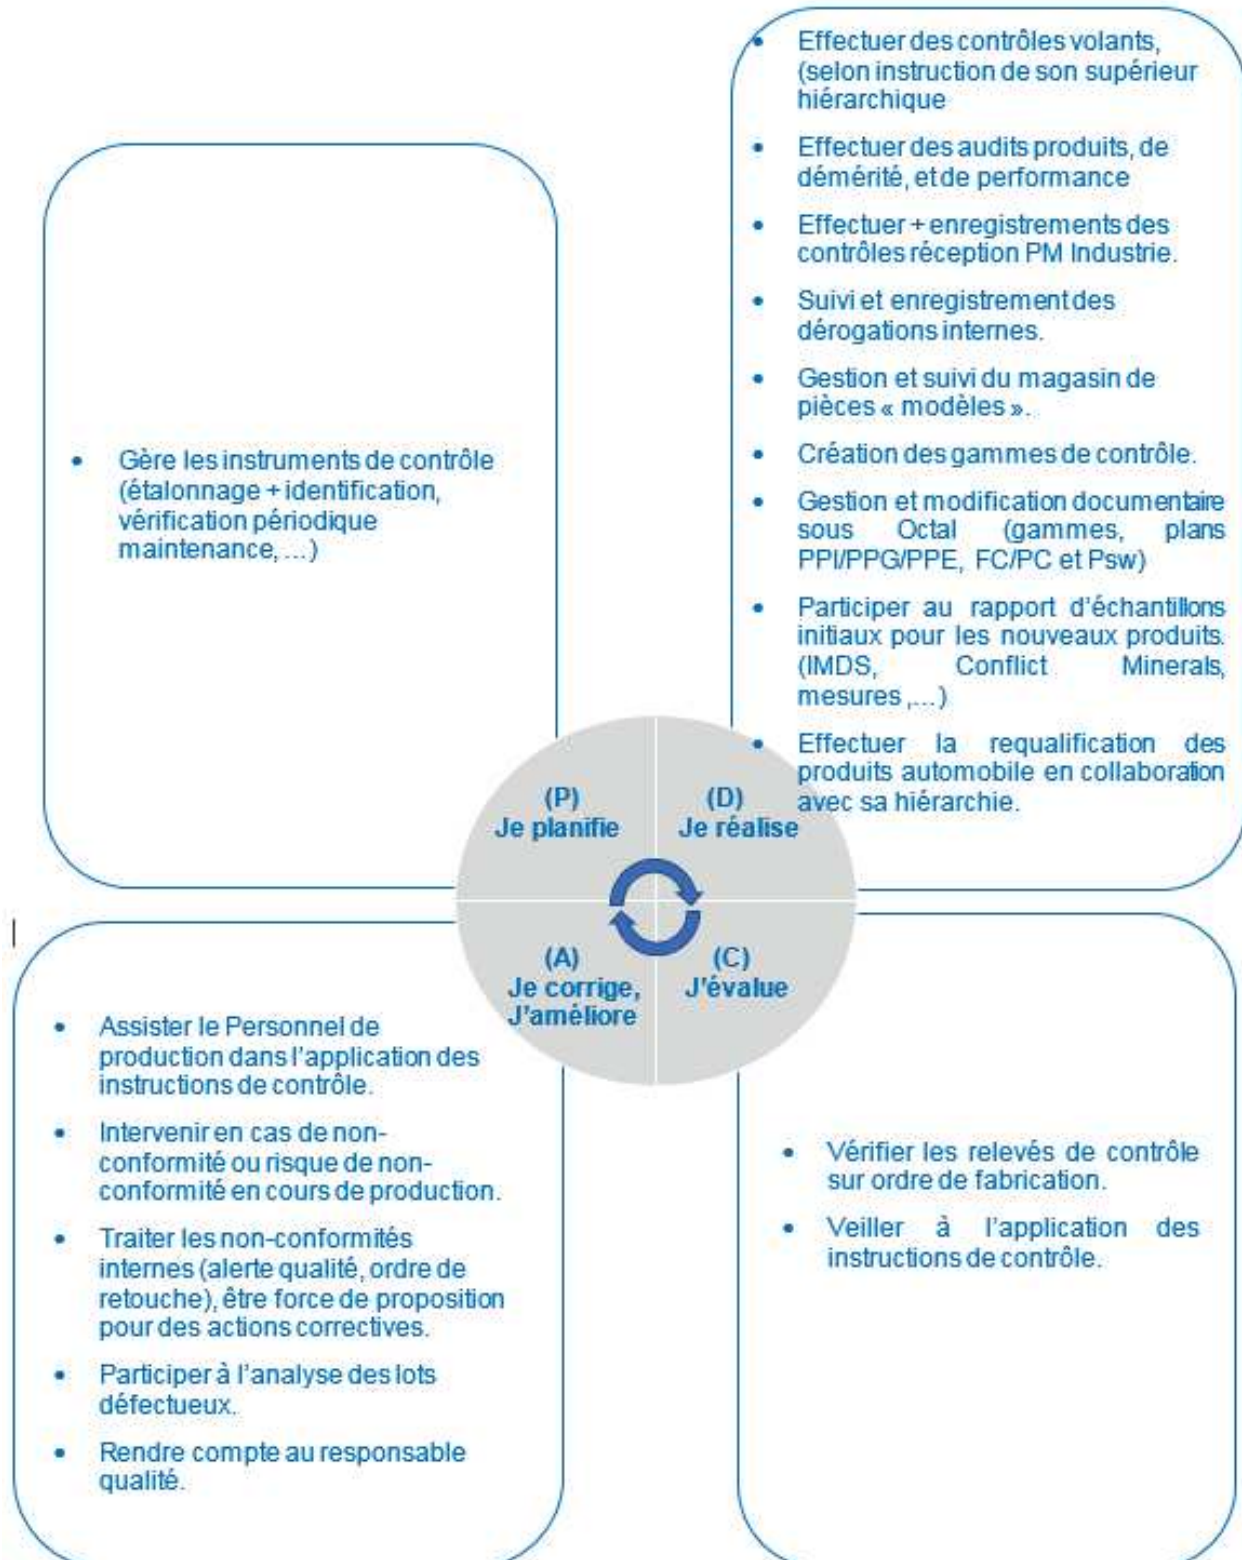 • Gère les instruments de contrôle
(étalonnage + identification,
vérification périodique
maintenance, …)
• Effectuer des contrôles volants,
(selon instruction de son supérieur
hiérarchique
• Effectuer des audits produits, de
démérité, et de performance
• Effectuer + enregistrements des
contrôles réception PM Industrie.
• Suivi et enregistrement des
dérogations internes.
• Gestion et suivi du magasin de
pièces « modèles ».
• Création des gammes de contrôle.
• Gestion et modification documentaire
sous Octal (gammes, plans
PPI/PPG/PPE, FC/PC et Psw)
• Participer au rapport d’échantillons
initiaux pour les nouveaux produits.
(IMDS, Conflict Minerals,
mesures ,…)
• Effectuer la requalification des
produits automobile en collaboration
avec sa hiérarchie.
(P)
Je planifie
(D)
Je réalise
(A)
Je corrige,
J’améliore
(C)
J’évalue
• Assister le Personnel de
production dans l’application des
instructions de contrôle.
• Intervenir en cas de non-
conformité ou risque de non-
conformité en cours de production.
• Traiter les non-conformités
internes (alerte qualité, ordre de
retouche), être force de proposition
pour des actions correctives.
• Participer à l’analyse des lots
défectueux.
• Rendre compte au responsable
qualité.
• Vérifier les relevés de contrôle
sur ordre de fabrication.
• Veiller à l’application des
instructions de contrôle.